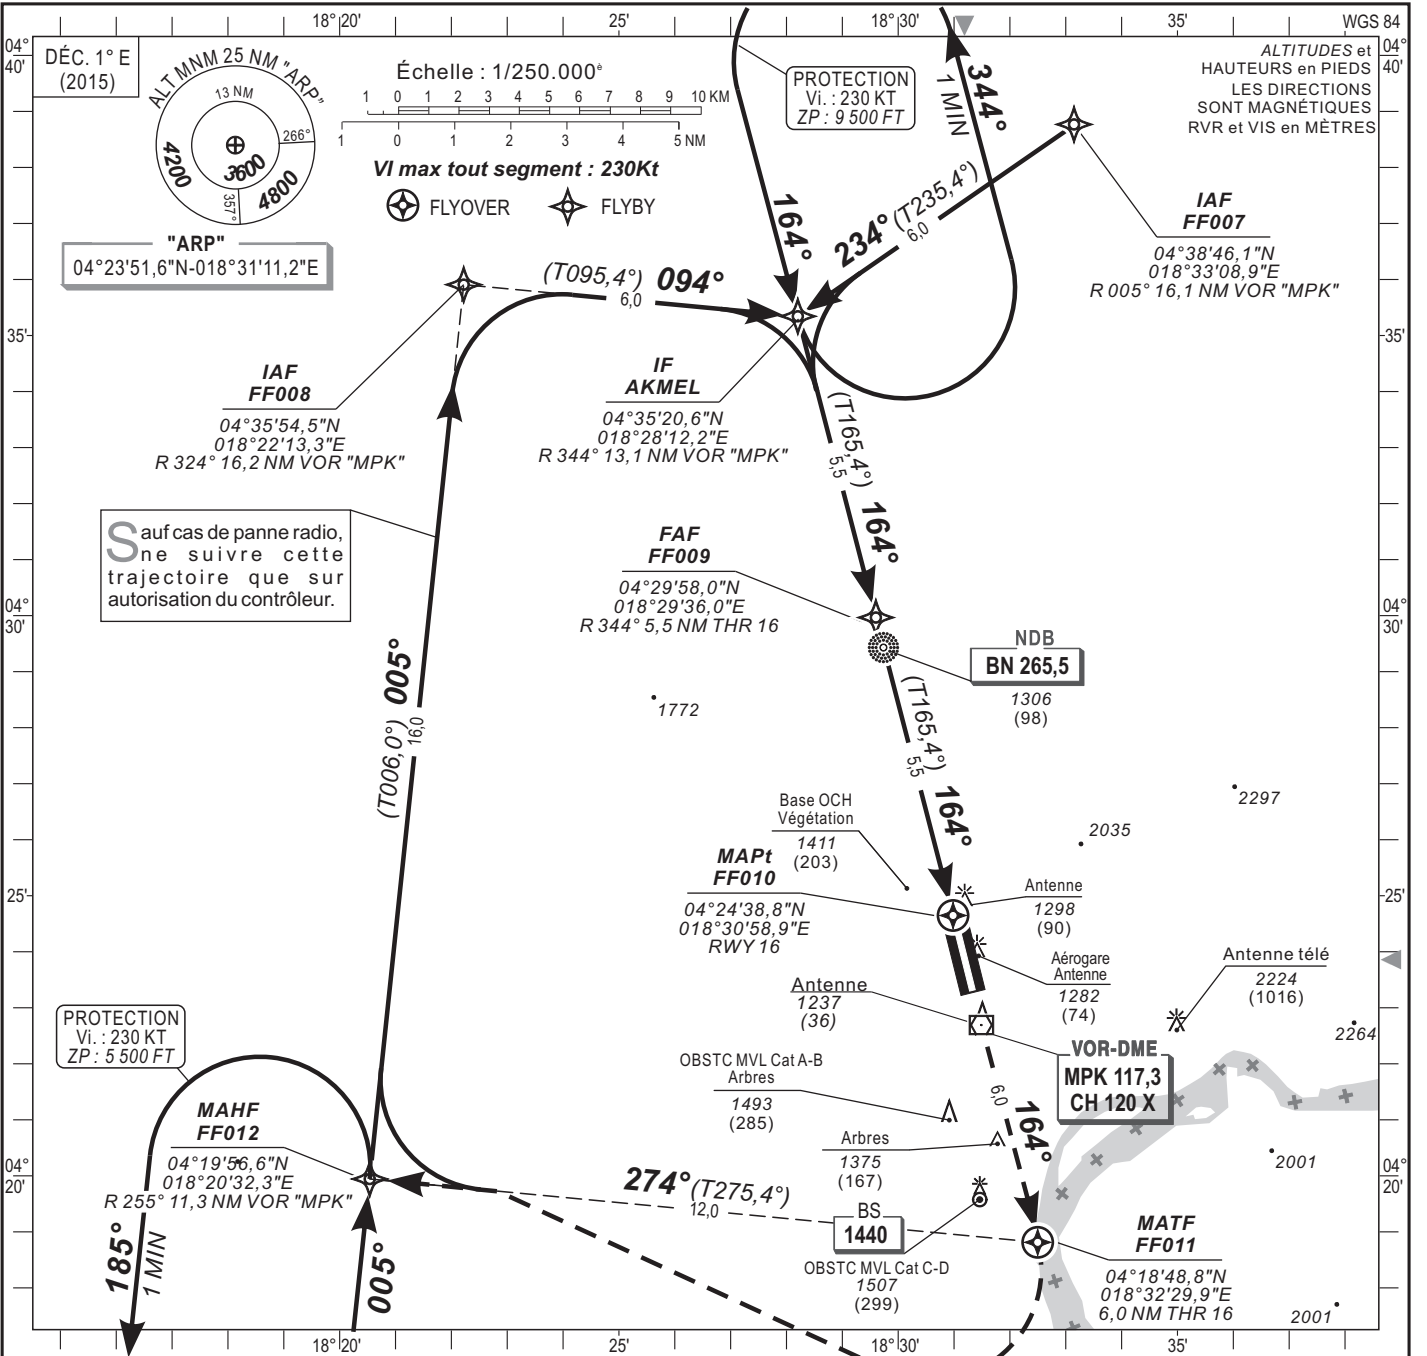 18°20'
25'
18°30'
35'
WGS 84
04°
40'
04°
40'
DÉC. 1° E
(2015)
ALT MNM 25 NM "ARP"
13 NM
266°
4200
3600
4800
357°
"ARP"
04°23'51,6"N-018°31'11,2"E
Échelle : 1/250.000è
1 0 1 2 3 4 5 6 7 8 9 10 KM
1 0 1 2 3 4 5 NM
VI max tout segment : 230Kt
FLYOVER
FLYBY
PROTECTION
Vi. : 230 KT
ZP : 9 500 FT
344°
1 MIN
ALTITUDES et
HAUTEURS en PIEDS
LES DIRECTIONS
SONT MAGNÉTIQUES
RVR et VIS en MÈTRES
IAF
FF007
04°38'46,1"N
018°33'08,9"E
R 005° 16,1 NM VOR "MPK"
164°
234° (T235,4°)
6,0
(T095,4°) 094°
6,0
35'
35'
IAF
FF008
04°35'54,5"N
018°22'13,3"E
R 324° 16,2 NM VOR "MPK"
IF
AKMEL
04°35'20,6"N
018°28'12,2"E
R 344° 13,1 NM VOR "MPK"
(T165,4°)
5,5
164°
Sauf cas de panne radio,
ne suivre cette
trajectoire que sur
autorisation du contrôleur.
FAF
FF009
04°29'58,0"N
018°29'36,0"E
R 344° 5,5 NM THR 16
04°
30'
04°
30'
NDB
BN 265,5
1306
(98)
(T006,0°) 005°
16,0
1772
(T165,4°)
5,5
164°
2297
2035
Base OCH
Végétation
1411
(203)
MAPt
FF010
04°24'38,8"N
018°30'58,9"E
RWY 16
25'
25'
Antenne
1298
(90)
Aérogare
Antenne
1282
(74)
Antenne télé
2224
(1016)
Antenne
1237
(36)
2264
VOR-DME
MPK 117,3
CH 120 X
PROTECTION
Vi. : 230 KT
ZP : 5 500 FT
OBSTC MVL Cat A-B
Arbres
1493
(285)
6,0
164°
MAHF
FF012
04°19'56,6"N
018°20'32,3"E
R 255° 11,3 NM VOR "MPK"
Arbres
1375
(167)
2001
04°
20'
04°
20'
274° (T275,4°)
12,0
BS
1440
OBSTC MVL Cat C-D
1507
(299)
MATF
FF011
04°18'48,8"N
018°32'29,9"E
6,0 NM THR 16
185°
1 MIN
005°
2001
18°20'
25'
18°30'
35'